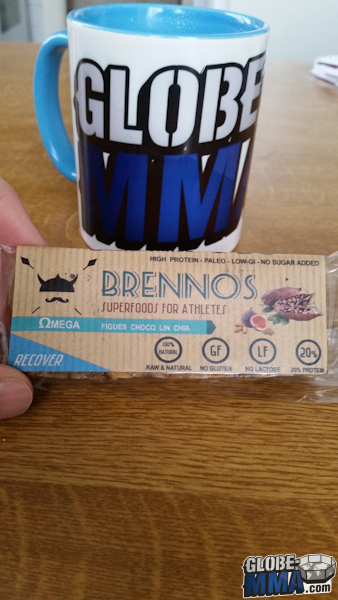 GLOBE
MMA
HIGH PROTEIN - PALEO - LOW-GI - NO SUGAR ADDED
BRENNOS
SUPERFOODS FOR ATHLETES
ΩMEGA
FIGUES CHOCO LIN CHIA
RECOVER
100% NATURAL
GF
LF
20%
RAW & NATURAL
NO GLUTEN
NO LACTOSE
20% PROTEIN
GLOBE-
MMA.com